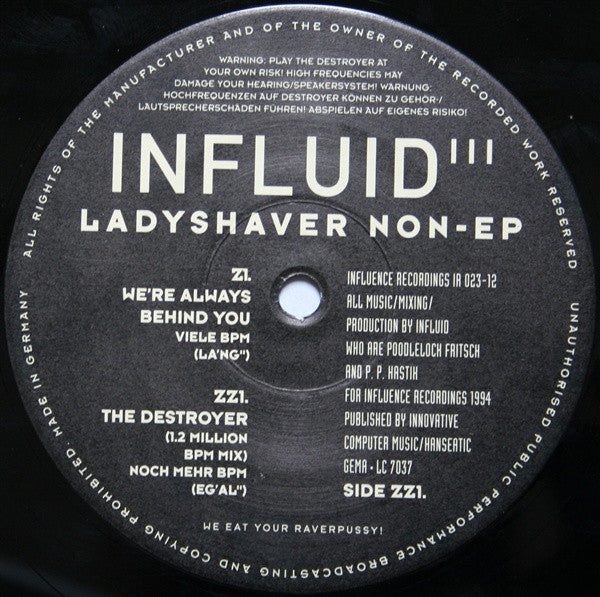 ALL RIGHTS OF THE MANUFACTURER AND OF THE OWNER OF THE RECORDED WORK RESERVED
UNAUTHORISED PUBLIC PERFORMANCE BROADCASTING AND COPYING PROHIBITED. MADE IN GERMANY
WARNING: PLAY THE DESTROYER AT
YOUR OWN RISK! HIGH FREQUENCIES MAY
DAMAGE YOUR HEARING/SPEAKERSYSTEM! WARNUNG:
HOCHFREQUENZEN AUF DESTROYER KÖNNEN ZU GEHÖR-/
LAUTSPRECHERSCHÄDEN FÜHREN! ABSPIELEN AUF EIGENES RISIKO!
INFLUID III
LADYSHAVER NON-EP
Z1.
WE'RE ALWAYS
BEHIND YOU
VIELE BPM
(LA'NG")
ZZ1.
THE DESTROYER
(1.2 MILLION
BPM MIX)
NOCH MEHR BPM
(EG'AL")
INFLUENCE RECORDINGS IR 023-12
ALL MUSIC/MIXING/
PRODUCTION BY INFLUID
WHO ARE POODLELOCH FRITSCH
AND P. P. KASTIK
FOR INFLUENCE RECORDINGS 1994
PUBLISHED BY INNOVATIVE
COMPUTER MUSIC/HANSEATIC
GEMA • LC 7037
SIDE ZZ1.
WE EAT YOUR RAVERPUSSY!